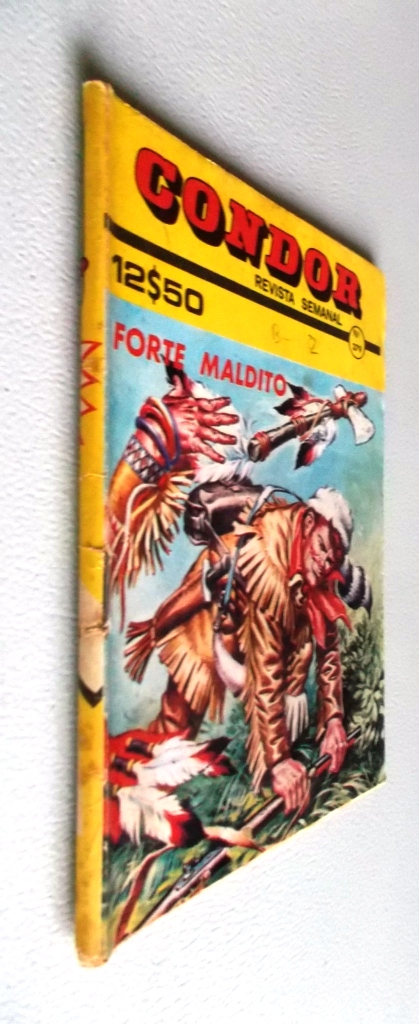 CONDOR
REVISTA SEMANAL
12$50
FORTE MALDITO